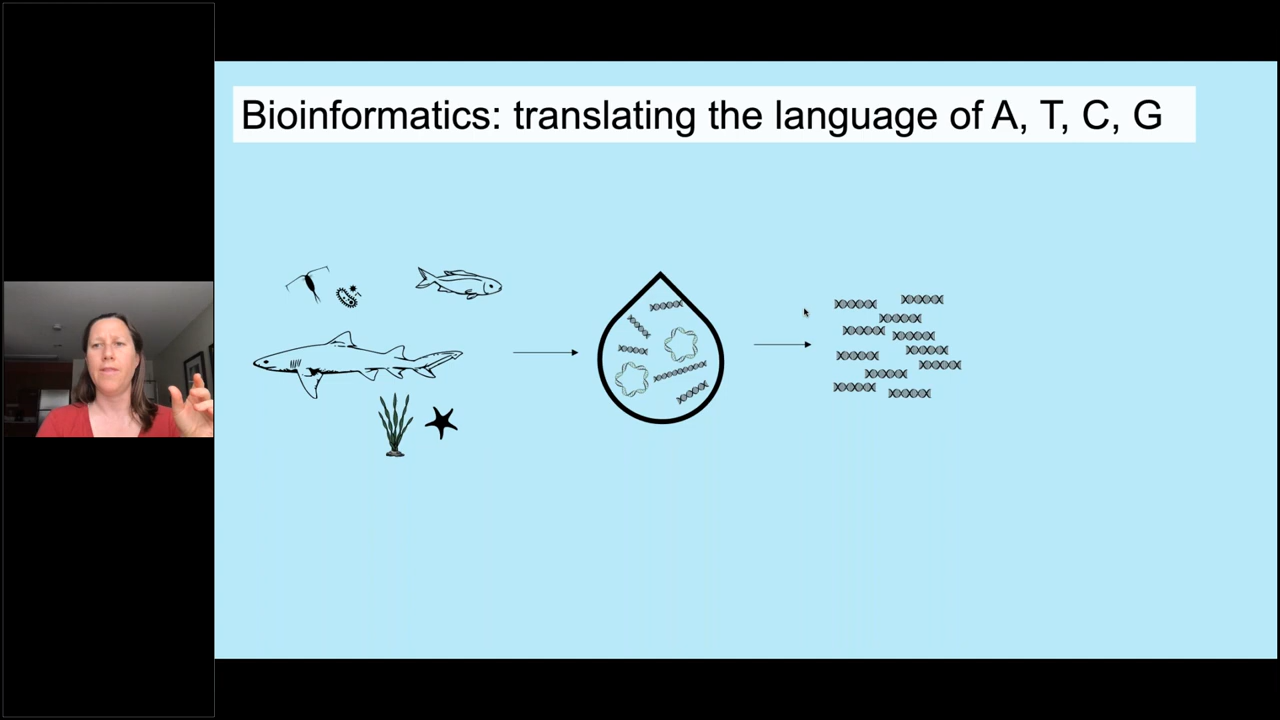 Bioinformatics: translating the language of A, T, C, G